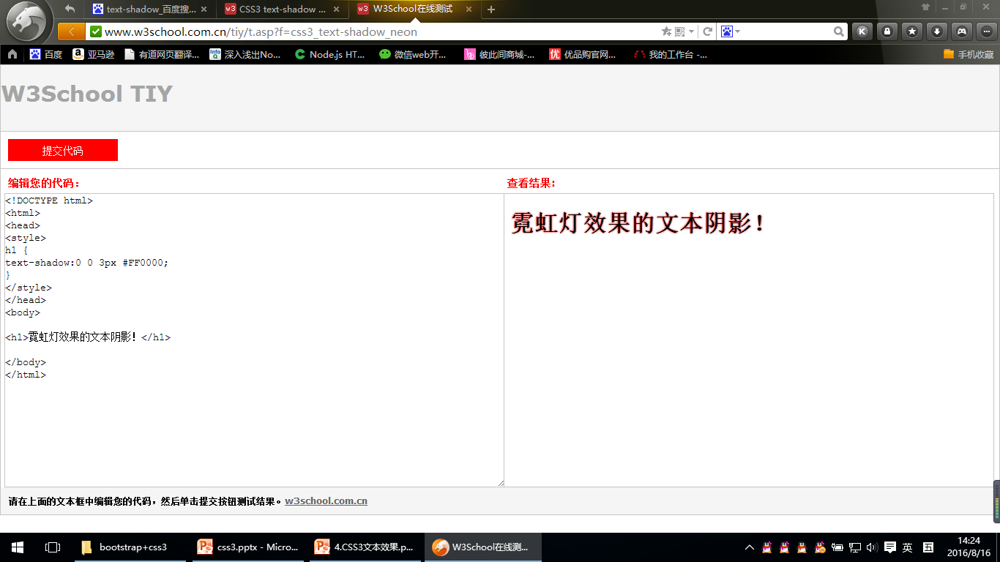 text-shadow_百度搜...
CSS3 text-shadow ...
W3School在线测试
www.w3school.com.cn/tiy/t.asp?f=css3_text-shadow_neon
百度
亚马逊
有道网页翻译...
深入浅出No...
Node.js HT...
微信web开...
彼此间商城-...
优品购官网...
我的工作台 -...
手机收藏
W3School TIY
提交代码
编辑您的代码：
查看结果:
<!DOCTYPE html>
<html>
<head>
<style>
h1 {
text-shadow:0 0 3px #FF0000;
}
</style>
</head>
<body>
<h1>霓虹灯效果的文本阴影！</h1>
</body>
</html>
霓虹灯效果的文本阴影！
请在上面的文本框中编辑您的代码，然后单击提交按钮测试结果。w3school.com.cn
bootstrap+css3
css3.pptx - Micro...
4.CSS3文本效果.p...
W3School在线测...
英
五
14:24
2016/8/16